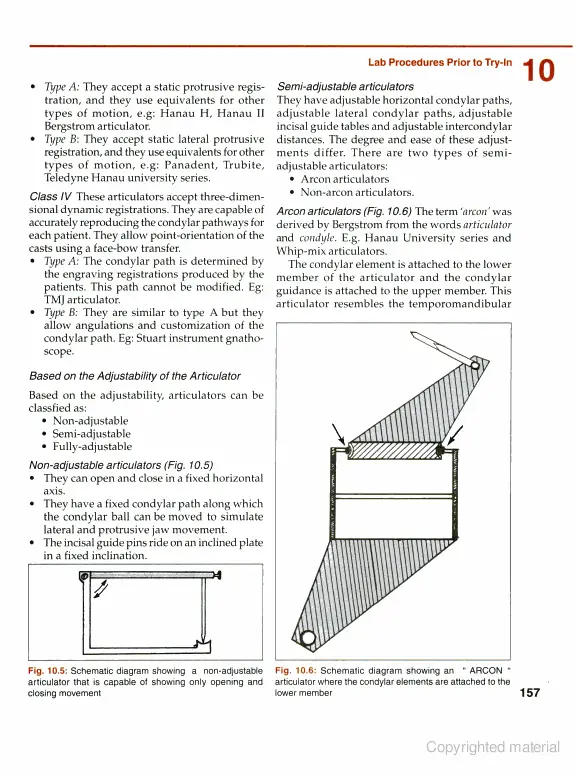 Lab Procedures Prior to Try-In 10
• Type A: They accept a static protrusive regis-
tration, and they use equivalents for other
types of motion, e.g: Hanau H, Hanau II
Bergstrom articulator.
• Type B: They accept static lateral protrusive
registration, and they use equivalents for other
types of motion, e.g: Panadent, Trubite,
Teledyne Hanau university series.
Class IV These articulators accept three-dimen-
sional dynamic registrations. They are capable of
accurately reproducing the condylar pathways for
each patient. They allow point-orientation of the
casts using a face-bow transfer.
• Type A: The condylar path is determined by
the engraving registrations produced by the
patients. This path cannot be modified. Eg:
TMJ articulator.
• Type B: They are similar to type A but they
allow angulations and customization of the
condylar path. Eg: Stuart instrument gnatho-
scope.
Based on the Adjustability of the Articulator
Based on the adjustability, articulators can be
classfied as:
• Non-adjustable
• Semi-adjustable
• Fully-adjustable
Non-adjustable articulators (Fig. 10.5)
• They can open and close in a fixed horizontal
axis.
• They have a fixed condylar path along which
the condylar ball can be moved to simulate
lateral and protrusive jaw movement.
• The incisal guide pins ride on an inclined plate
in a fixed inclination.
Fig. 10.5: Schematic diagram showing a non-adjustable
articulator that is capable of showing only opening and
closing movement
Semi-adjustable articulators
They have adjustable horizontal condylar paths,
adjustable lateral condylar paths, adjustable
incisal guide tables and adjustable intercondylar
distances. The degree and ease of these adjust-
ments differ. There are two types of semi-
adjustable articulators:
• Arcon articulators
• Non-arcon articulators.
Arcon articulators (Fig. 10.6) The term 'arcon' was
derived by Bergstrom from the words articulator
and condyle. E.g. Hanau University series and
Whip-mix articulators.
The condylar element is attached to the lower
member of the articulator and the condylar
guidance is attached to the upper member. This
articulator resembles the temporomandibular
Fig. 10.6: Schematic diagram showing an " ARCON "
articulator where the condylar elements are attached to the
lower member
157
Copyrighted material